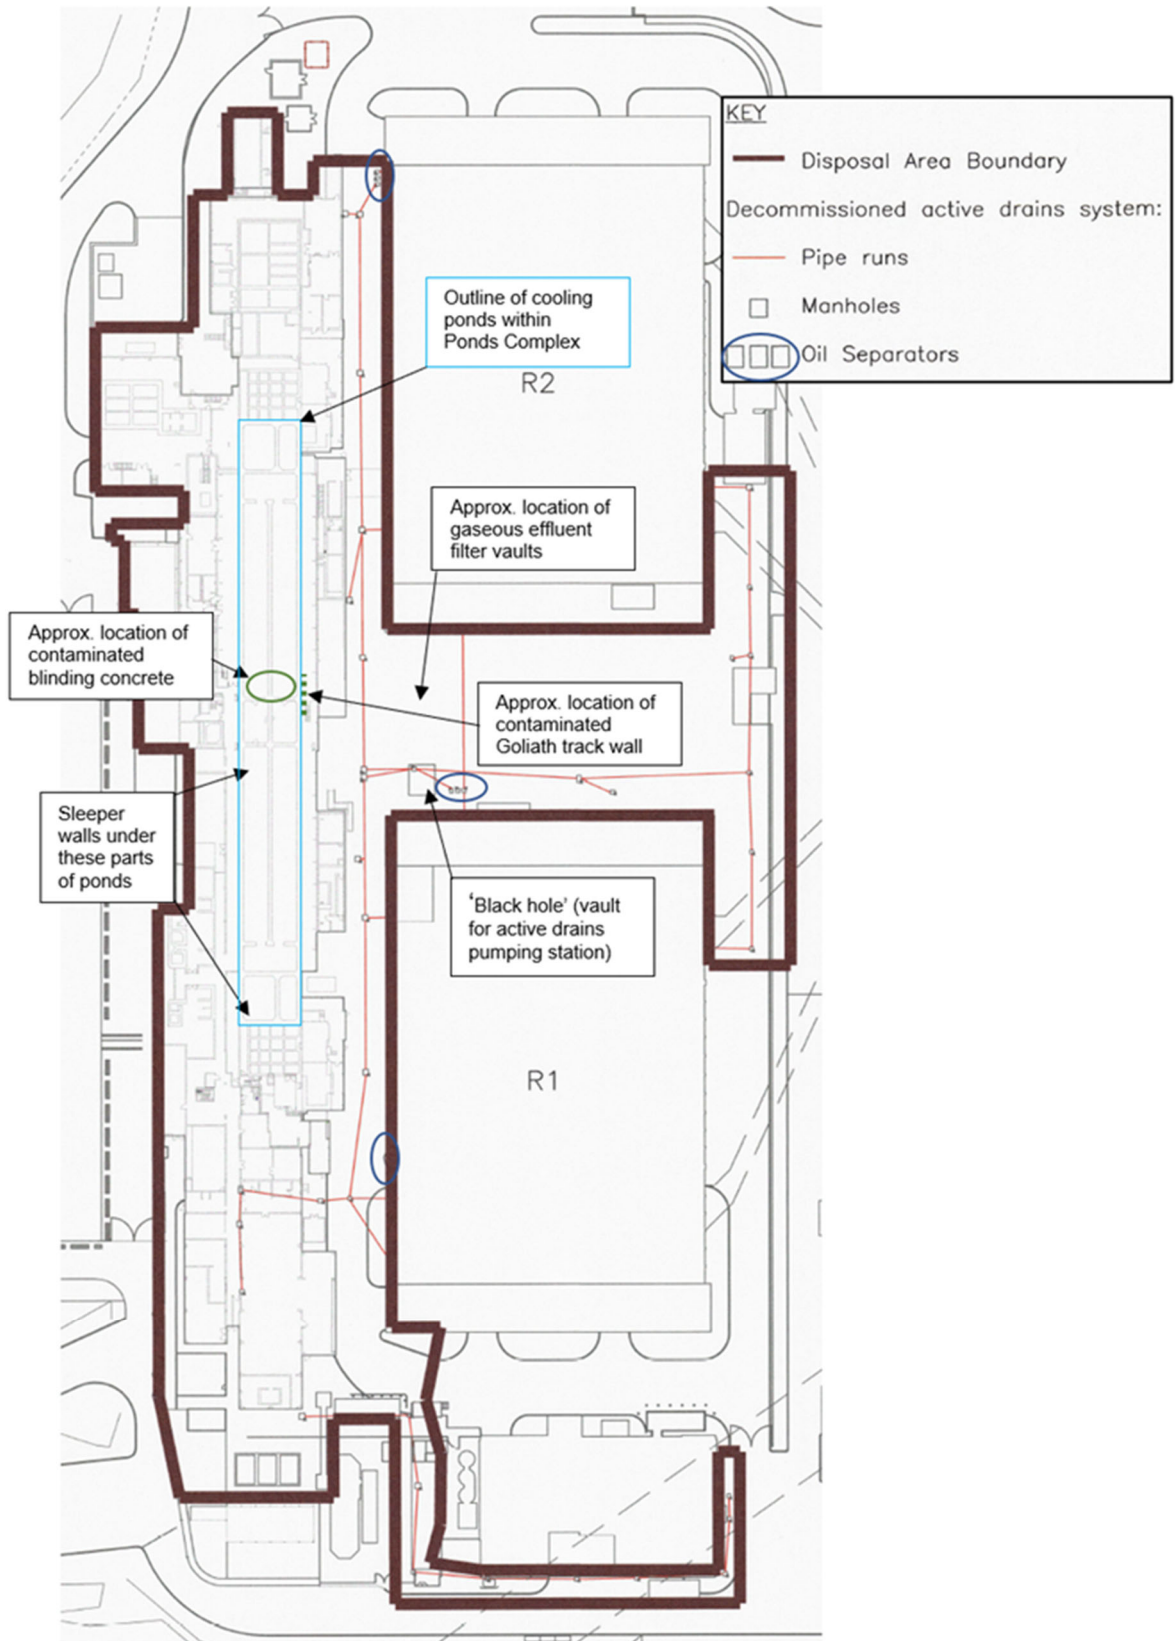 KEY
Disposal Area Boundary
Decommissioned active drains system:
Pipe runs
Manholes
Oil Separators
Outline of cooling
ponds within
Ponds Complex
R2
Approx. location of
gaseous effluent
filter vaults
Approx. location of
contaminated
blinding concrete
Approx. location of
contaminated
Goliath track wall
Sleeper
walls under
these parts
of ponds
‘Black hole’ (vault
for active drains
pumping station)
R1